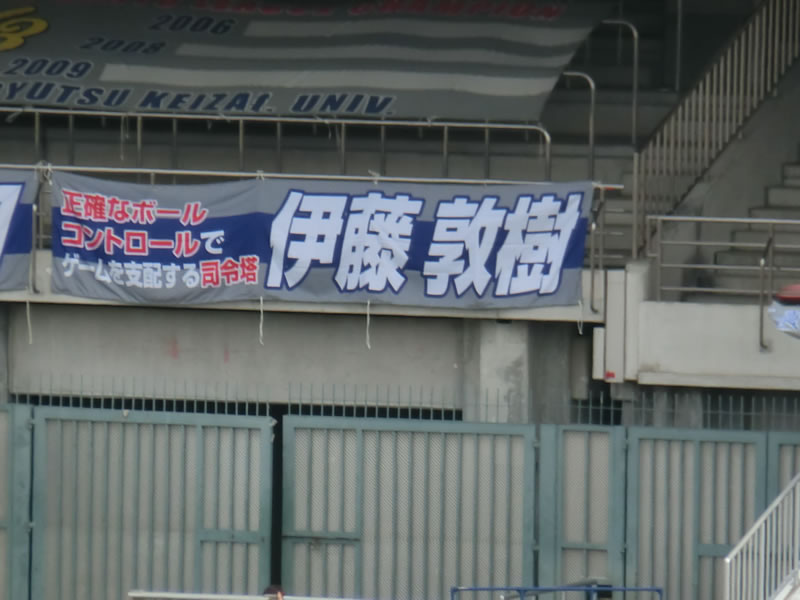 2006
2008
2009
KEIZAI. UNIV.
正確なボール
コントロールで
ゲームを支配する司令塔
伊藤 敦樹